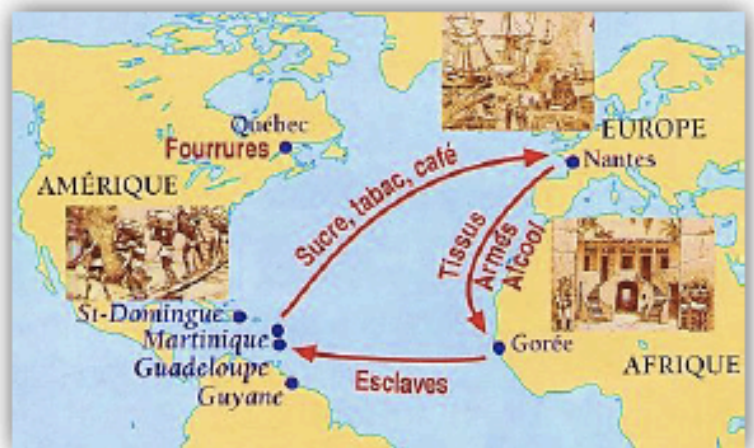 Québec
Fourrures
AMÉRIQUE
EUROPE
Nantes
Sucre, tabac, café
Tissus
Armes
Alcool
St-Domingue
Martinique
Guadeloupe
Guyane
Gorée
AFRIQUE
Esclaves